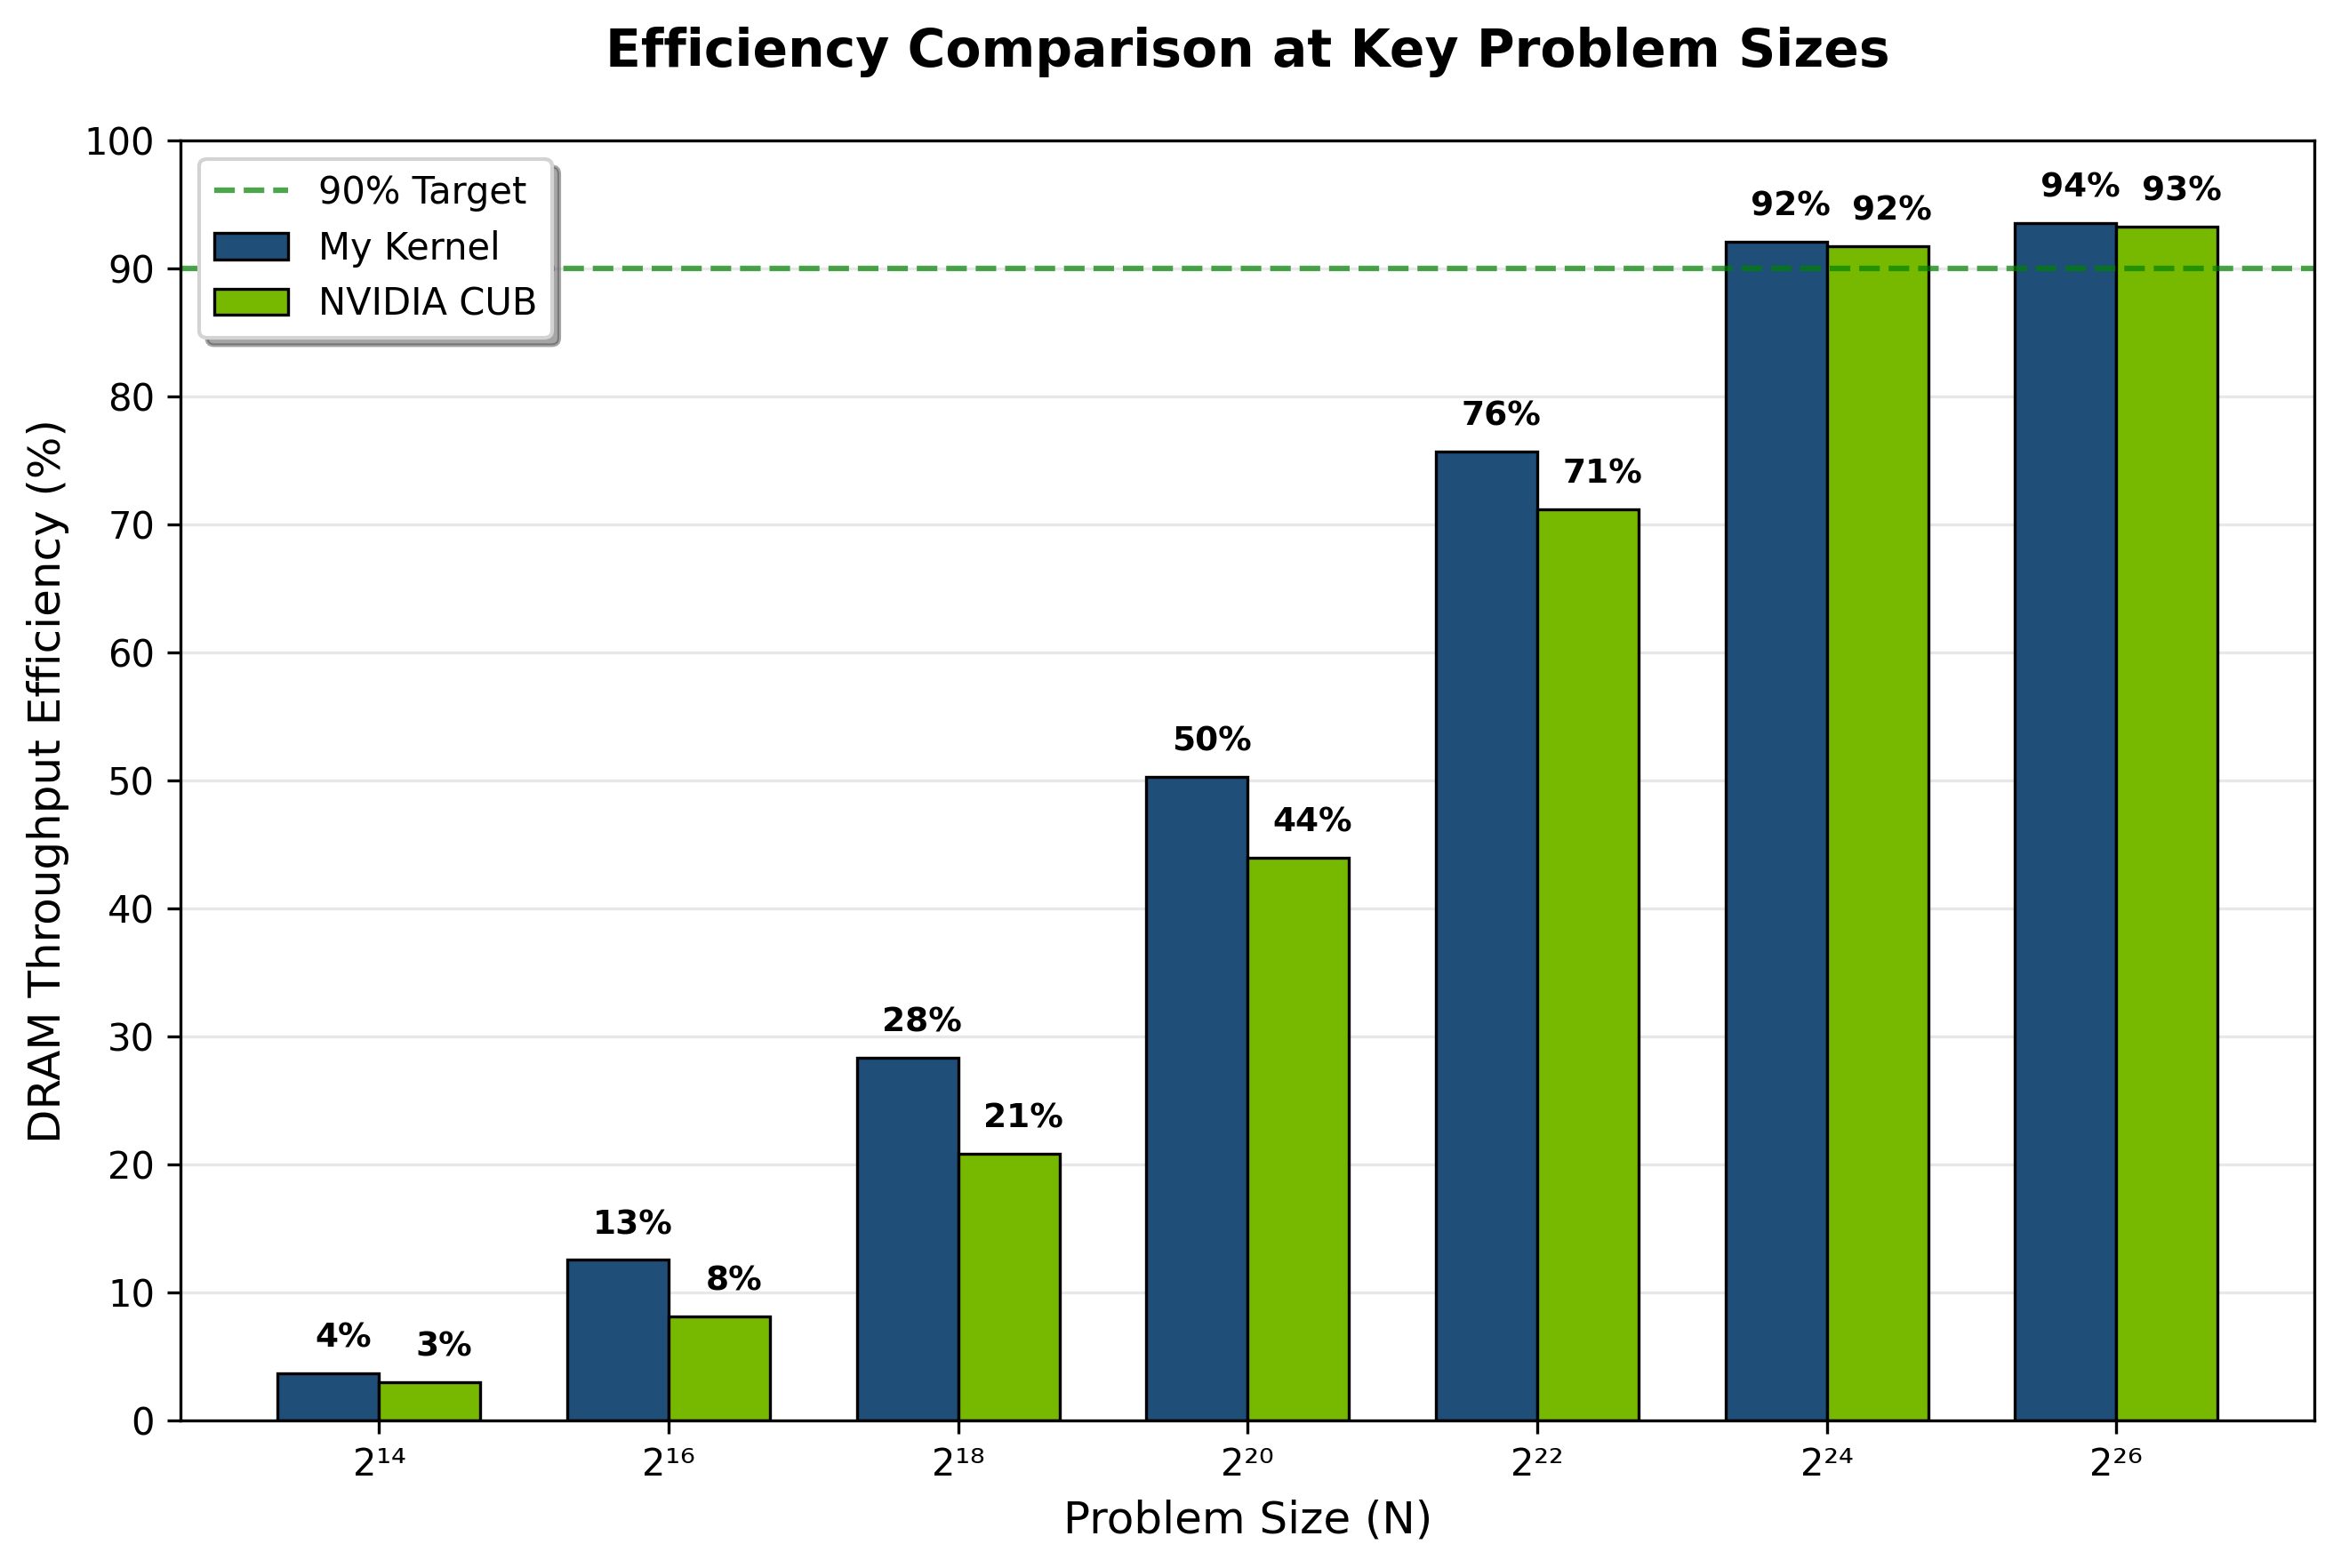 Efficiency Comparison at Key Problem Sizes
100
90
80
70
60
50
40
30
20
10
0
DRAM Throughput Efficiency (%)
90% Target
My Kernel
NVIDIA CUB
4% 3%
13% 8%
28% 21%
50% 44%
76% 71%
92% 92%
94% 93%
2¹⁴ 2¹⁶ 2¹⁸ 2²⁰ 2²² 2²⁴ 2²⁶
Problem Size (N)